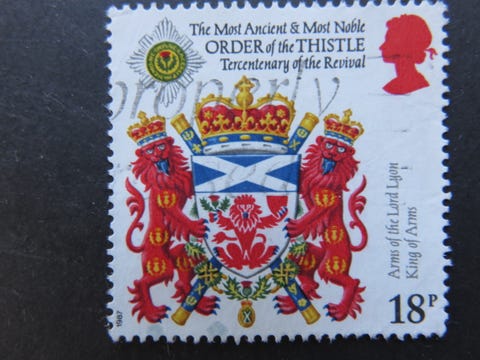 The Most Ancient & Most Noble
ORDER of the THISTLE
Tercentenary of the Revival
properly
Arms of the Lord Lyon
King of Arms
18P
1987